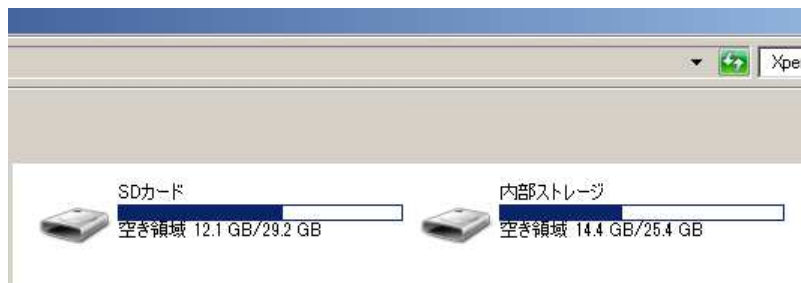 Xpe
SDカード
空き領域 12.1 GB/29.2 GB
内部ストレージ
空き領域 14.4 GB/25.4 GB